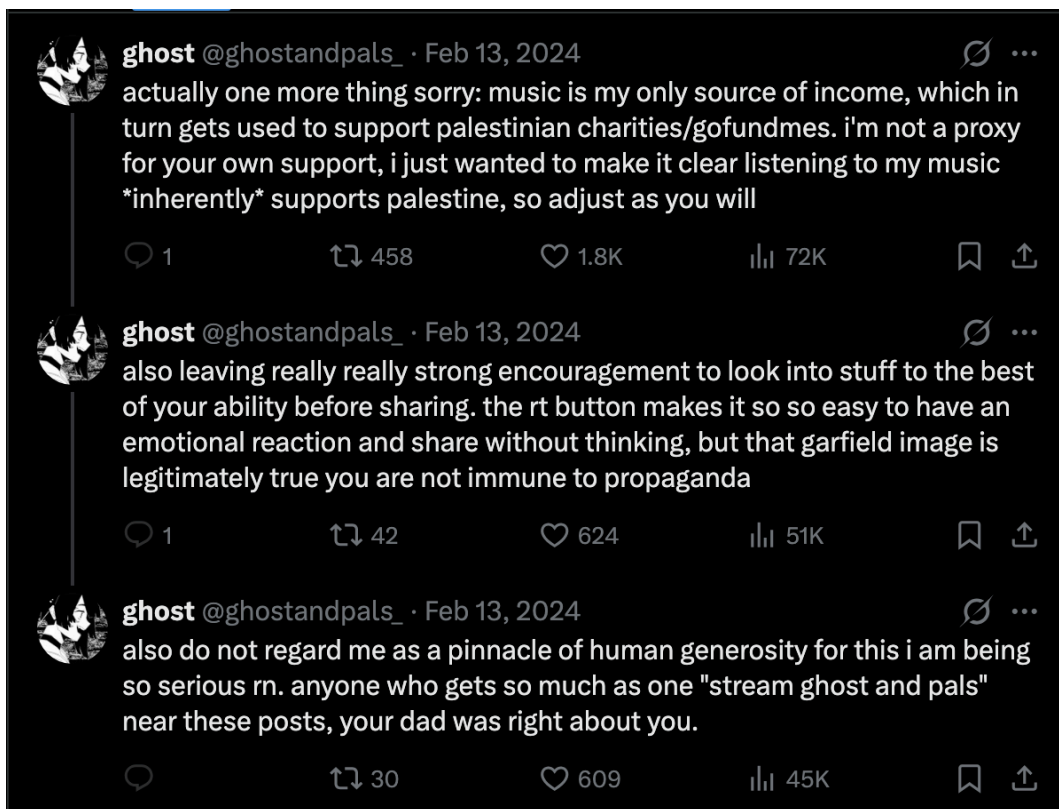 ghost @ghostandpals_ · Feb 13, 2024
actually one more thing sorry: music is my only source of income, which in
turn gets used to support palestinian charities/gofundmes. i'm not a proxy
for your own support, i just wanted to make it clear listening to my music
*inherently* supports palestine, so adjust as you will
1 458 1.8K 72K
ghost @ghostandpals_ · Feb 13, 2024
also leaving really really strong encouragement to look into stuff to the best
of your ability before sharing. the rt button makes it so so easy to have an
emotional reaction and share without thinking, but that garfield image is
legitimately true you are not immune to propaganda
1 42 624 51K
ghost @ghostandpals_ · Feb 13, 2024
also do not regard me as a pinnacle of human generosity for this i am being
so serious rn. anyone who gets so much as one "stream ghost and pals"
near these posts, your dad was right about you.
30 609 45K